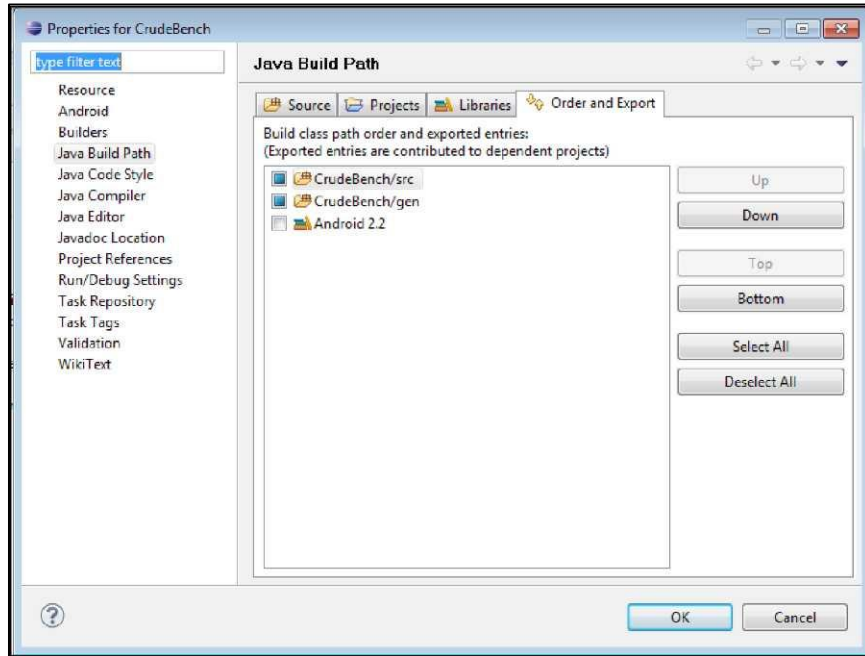 Properties for CrudeBench
type filter text
Resource
Android
Builders
Java Build Path
Java Code Style
Java Compiler
Java Editor
Javadoc Location
Project References
Run/Debug Settings
Task Repository
Task Tags
Validation
WikiText
Java Build Path
Source Projects Libraries Order and Export
Build class path order and exported entries:
(Exported entries are contributed to dependent projects)
CrudeBench/src
CrudeBench/gen
Android 2.2
Up
Down
Top
Bottom
Select All
Deselect All
?
OK Cancel